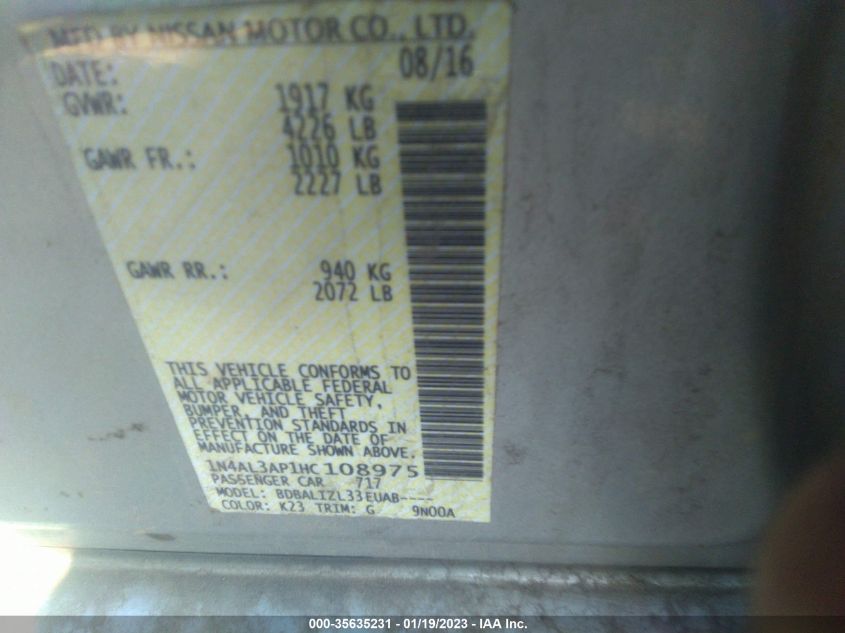 MFD BY NISSAN MOTOR CO., LTD.
DATE: 08/16
GVWR: 1917 KG
4226 LB
GAWR FR.: 1010 KG
2227 LB
GAWR RR.: 940 KG
2072 LB
THIS VEHICLE CONFORMS TO
ALL APPLICABLE FEDERAL
MOTOR VEHICLE SAFETY,
BUMPER, AND THEFT
PREVENTION STANDARDS IN
EFFECT ON THE DATE OF
MANUFACTURE SHOWN ABOVE.
1N4AL3AP1HC108975
PASSENGER CAR 717
MODEL: BDBALIZL33EUAB----
COLOR: K23 TRIM: G 9N00A
000-35635231 - 01/19/2023 - IAA Inc.